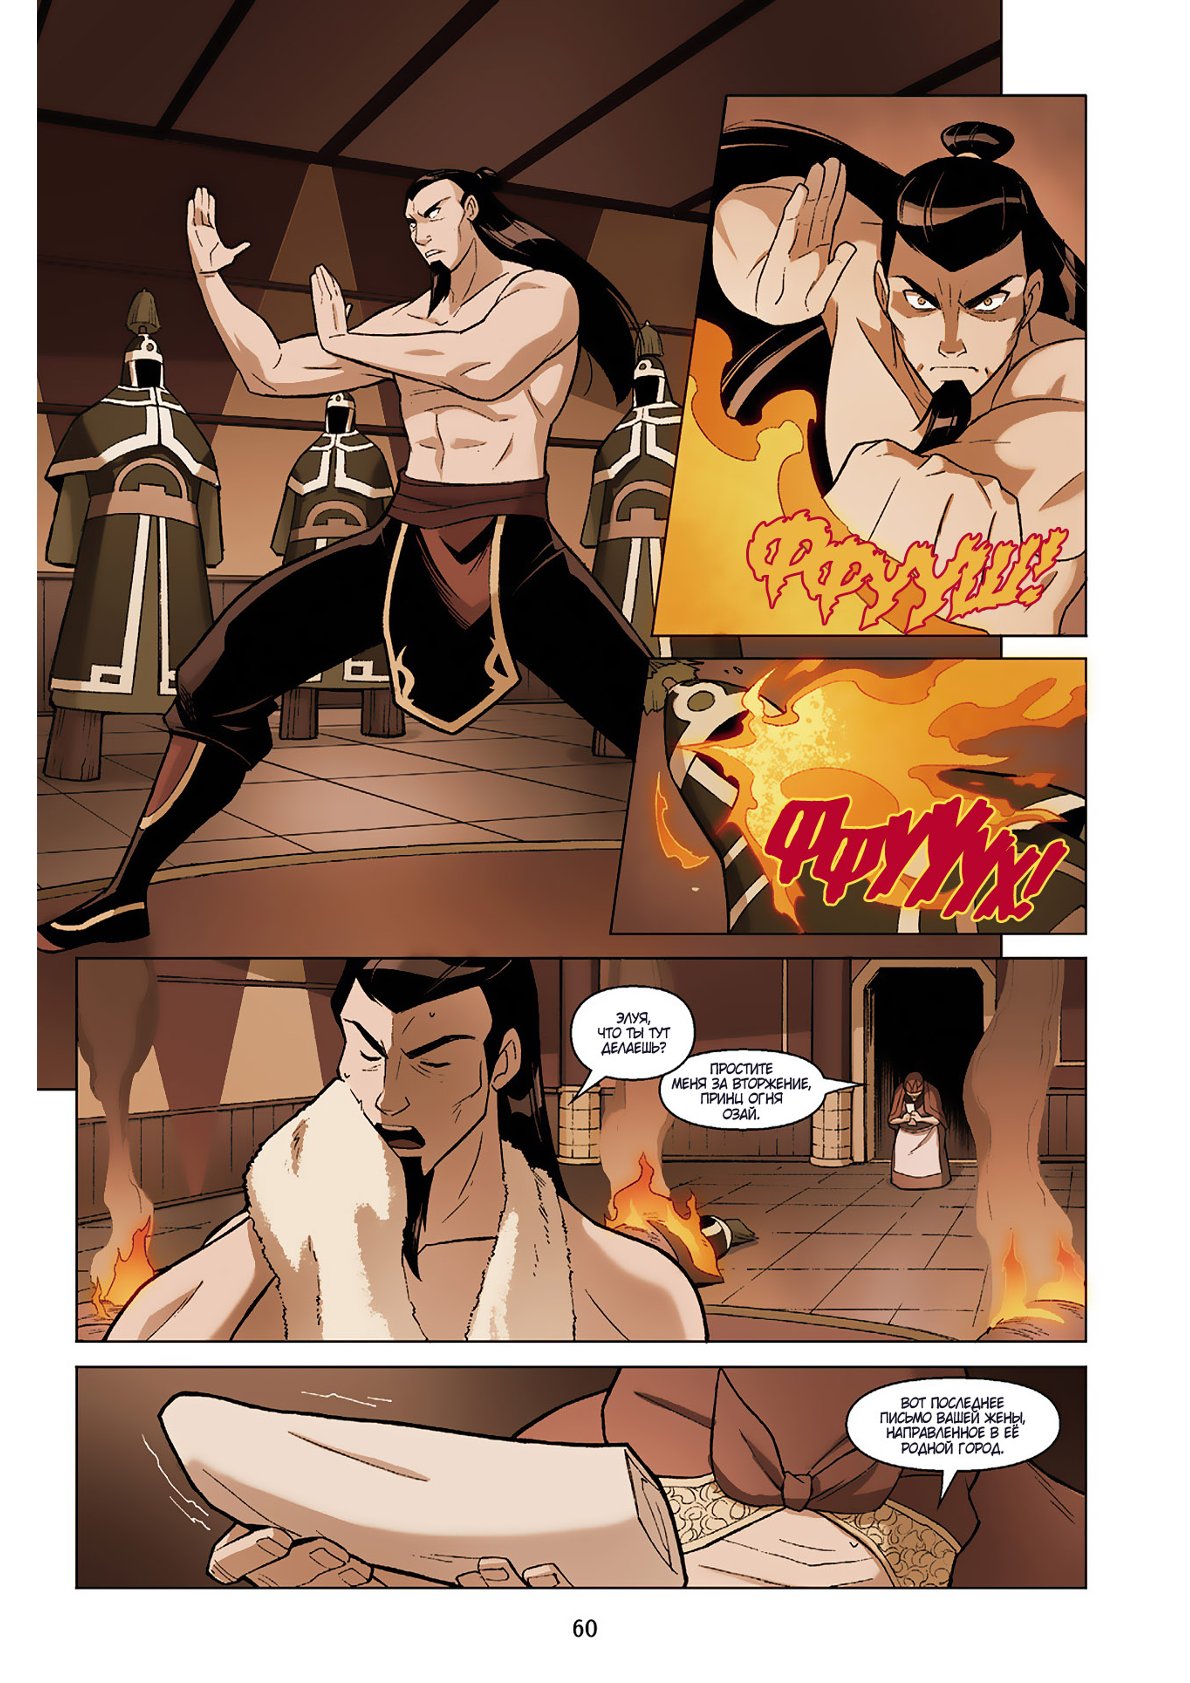 ФФУУШ!
ФФУУУХ!
ЭЛУЯ,
ЧТО ТЫ ТУТ
ДЕЛАЕШЬ?
ПРОСТИТЕ
МЕНЯ ЗА ВТОРЖЕНИЕ,
ПРИНЦ ОГНЯ
ОЗАЙ.
ВОТ ПОСЛЕДНЕЕ
ПИСЬМО ВАШЕЙ ЖЕНЫ,
НАПРАВЛЕННОЕ В ЕЁ
РОДНОЙ ГОРОД.
60